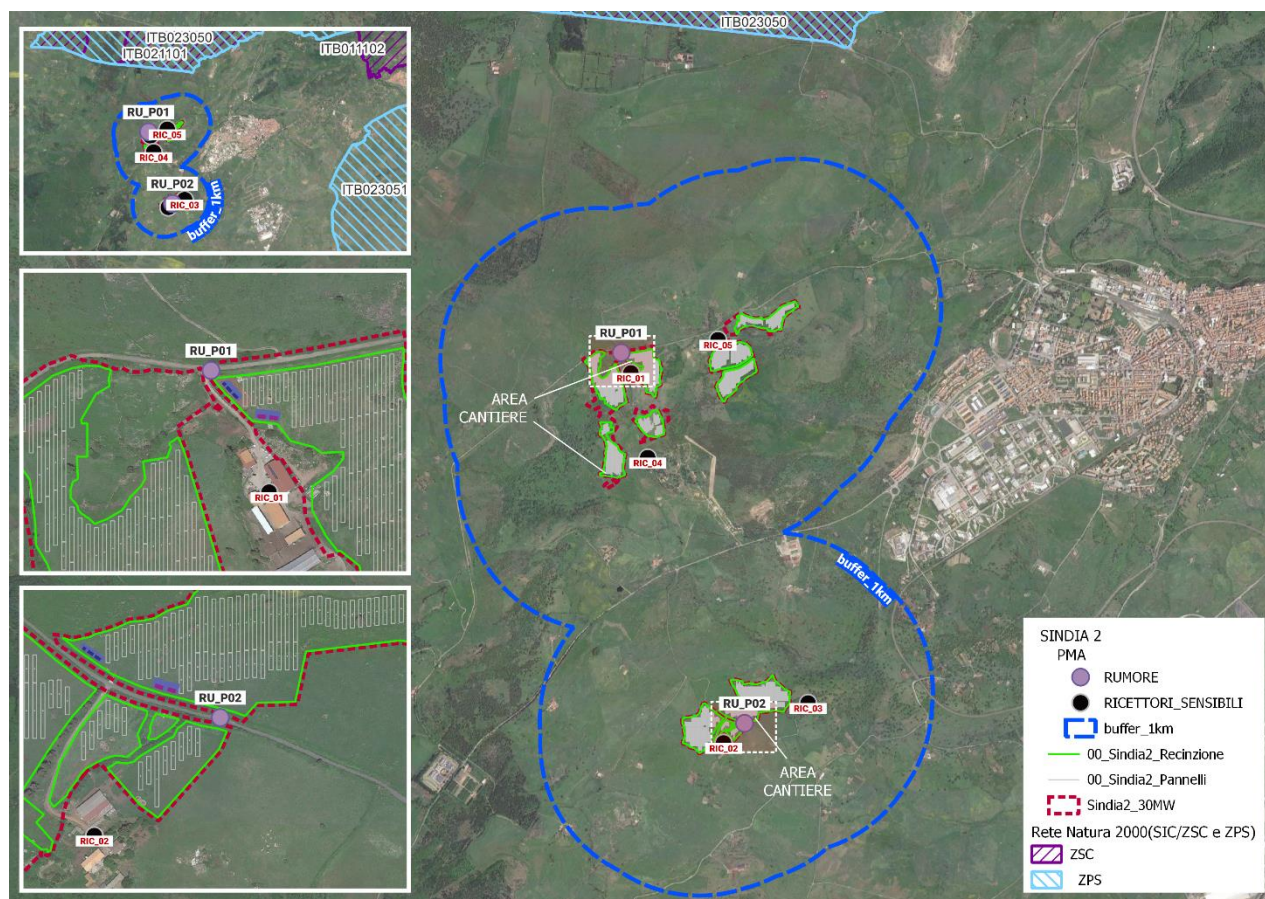 ITB023050
ITB021101
ITB011102
RU_P01
RIC_05
RIC_04
RU_P02
RIC_03
buffer_1km
ITB023051
RU_P01
RIC_01
RU_P02
RIC_02
ITB023050
RU_P01
RIC_05
RIC_01
AREA
CANTIERE
RIC_04
buffer_1km
RU_P02
RIC_03
RIC_02
AREA
CANTIERE
SINDIA 2
PMA
RUMORE
RICETTORI_SENSIBILI
buffer_1km
00_Sindia2_Recinzione
00_Sindia2_Pannelli
Sindia2_30MW
Rete Natura 2000(SIC/ZSC e ZPS)
ZSC
ZPS